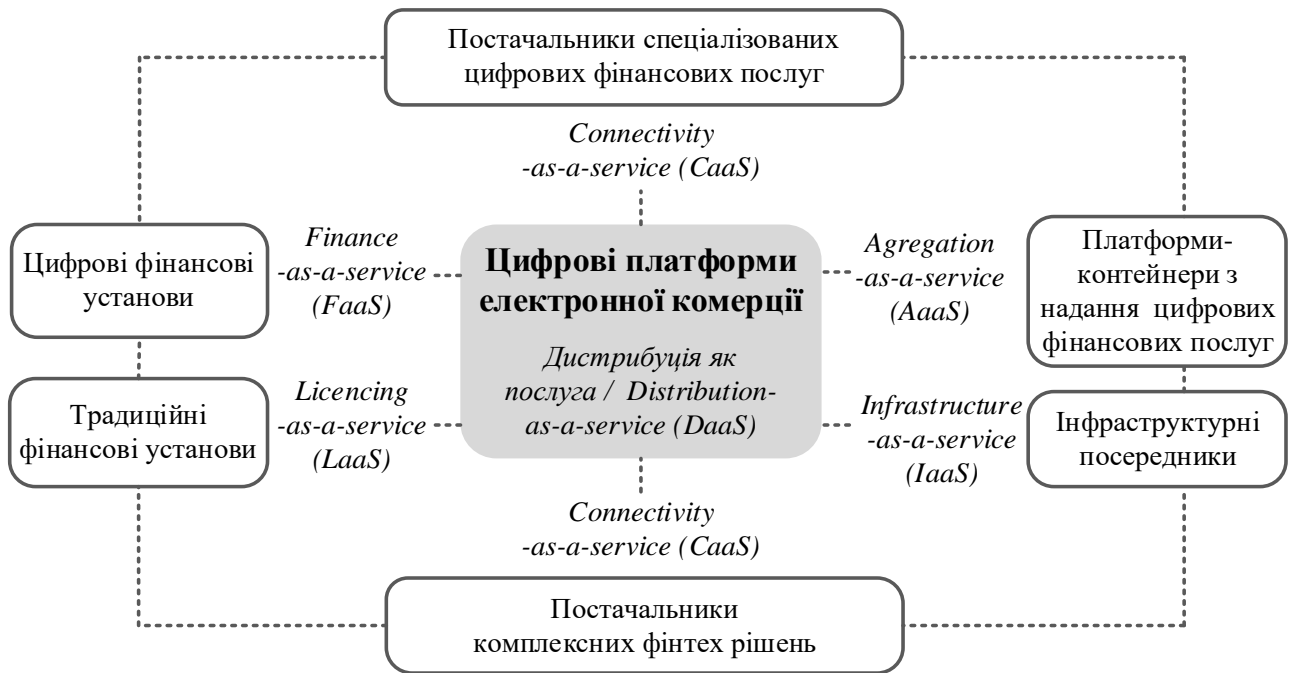 Постачальники спеціалізованих
цифрових фінансових послуг
Connectivity
-as-a-service (CaaS)
Цифрові фінансові
установи
Finance
-as-a-service
(FaaS)
Цифрові платформи
електронної комерції
Дистрибуція як
послуга / Distribution-
as-a-service (DaaS)
Agregation
-as-a-service
(AaaS)
Платформи-
контейнери з
надання цифрових
фінансових послуг
Традиційні
фінансові установи
Licencing
-as-a-service
(LaaS)
Infrastructure
-as-a-service
(IaaS)
Інфраструктурні
посередники
Connectivity
-as-a-service (CaaS)
Постачальники
комплексних фінтех рішень